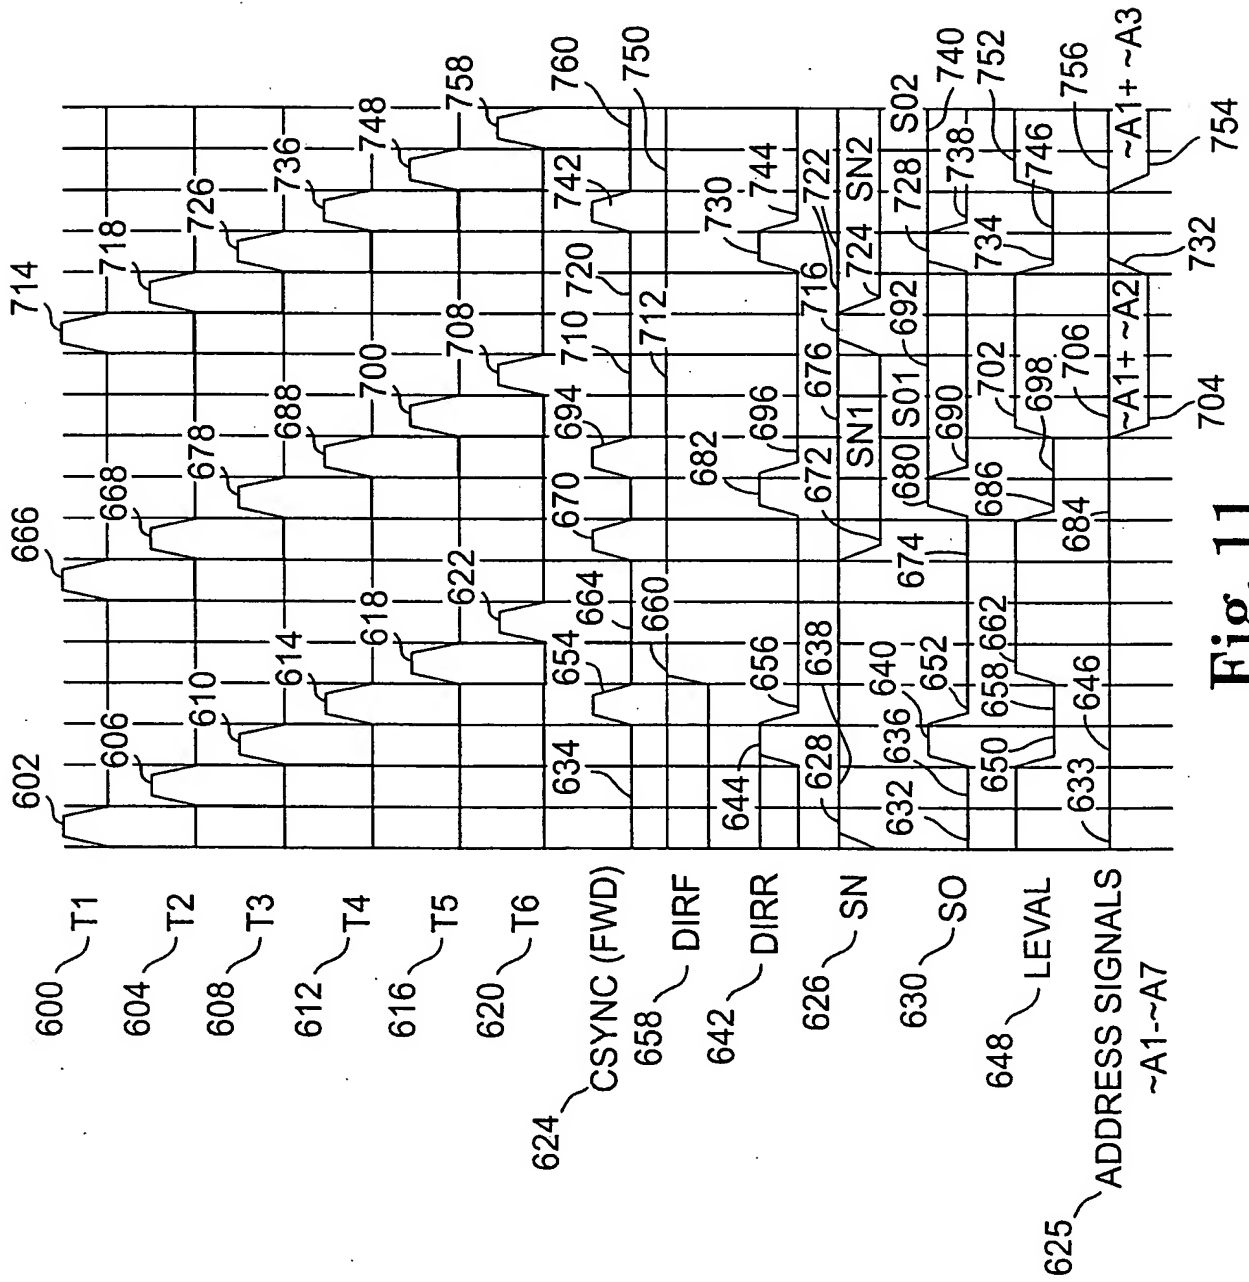 600 T1 602 666 714
604 T2 606 668 718
608 T3 610 678 726
612 T4 614 688 736
616 T5 618 700 748
620 T6 622 708 758
624 CSYNC (FWD) 634 654 664 670 694 710 720 742 760
658 DIRF 660 712 750
642 DIRR 644 656 682 696 730 744
626 SN 628 638 672 SN1 676 716 724 722 SN2
630 SO 632 636 640 652 674 680 S01 690 692 728 738 S02 740
648 LEVAL 650 658 662 686 698 702 734 746 752
625 ADDRESS SIGNALS
~A1-~A7
633 646 684 704 706 ~A1+ ~A2 732 756 ~A1+ ~A3 754
Fig. 11